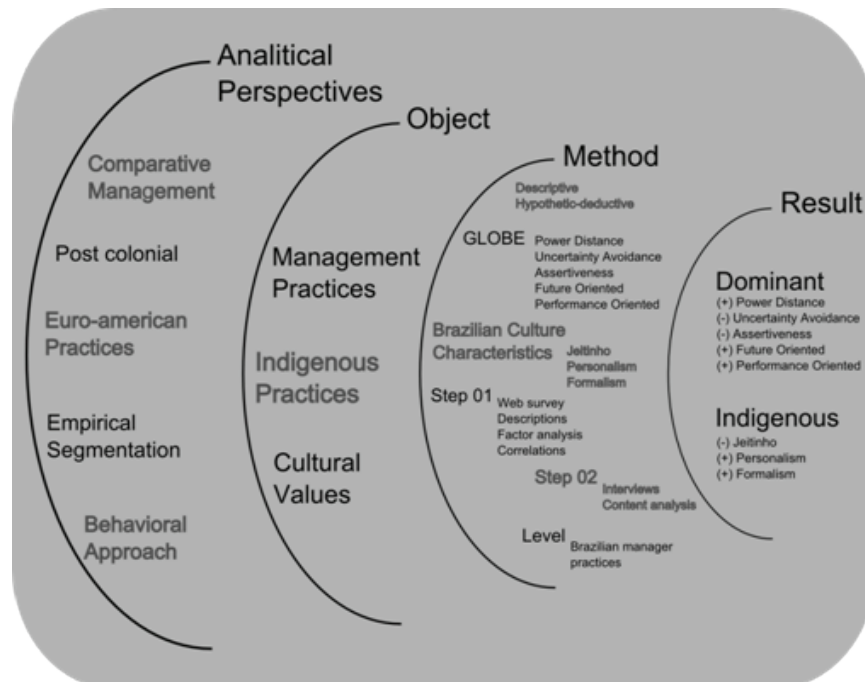 Analitical
Perspectives
Comparative
Management
Post colonial
Euro-american
Practices
Empirical
Segmentation
Behavioral
Approach
Object
Management
Practices
Indigenous
Practices
Cultural
Values
Method
Descriptive
Hypothetic-deductive
GLOBE
Power Distance
Uncertainty Avoidance
Assertiveness
Future Oriented
Performance Oriented
Brazilian Culture
Characteristics
Jeitinho
Personalism
Formalism
Step 01
Web survey
Descriptions
Factor analysis
Correlations
Step 02
Interviews
Content analysis
Level
Brazilian manager
practices
Result
Dominant
(+) Power Distance
(-) Uncertainty Avoidance
(-) Assertiveness
(+) Future Oriented
(+) Performance Oriented
Indigenous
(-) Jeitinho
(+) Personalism
(+) Formalism